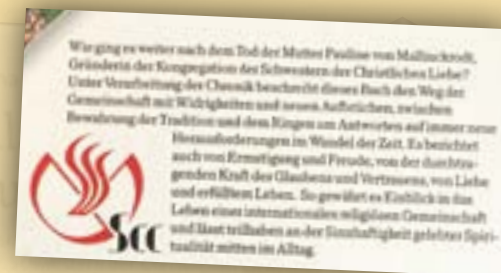 Wie ging es weiter nach dem Tod der Mutter Pauline von Mallinckrodt,
Gründerin der Kongregation der Schwestern der Christlichen Liebe?
Unter Verarbeitung der Chronik beschreibt dieses Buch den Weg der
Gemeinschaft mit Widrigkeiten und neuen Aufbrüchen, zwischen
Bewahrung der Tradition und dem Ringen um Antworten auf immer neue
Herausforderungen im Wandel der Zeit. Es berichtet
auch von Ermutigung und Freude, von der durchtra-
genden Kraft des Glaubens und Vertrauens, von Liebe
und erfülltem Leben. So gewährt es Einblick in das
Leben einer internationalen religiösen Gemeinschaft
und lässt teilhaben an der Sinnhaftigkeit gelebter Spiri-
tualität mitten im Alltag.
SCC